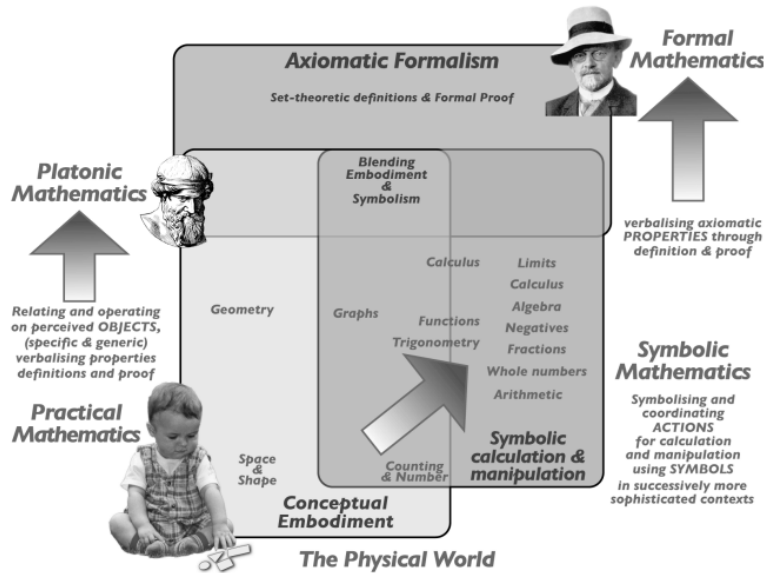 Formal
Mathematics
Axiomatic Formalism
Set-theoretic definitions & Formal Proof
Platonic
Mathematics
Blending
Embodiment
&
Symbolism
verbalising axiomatic
PROPERTIES through
definition & proof
Calculus
Limits
Calculus
Algebra
Negatives
Fractions
Whole numbers
Arithmetic
Geometry
Graphs
Functions
Trigonometry
Relating and operating
on perceived OBJECTS,
(specific & generic)
verbalising properties
definitions and proof
Symbolic
Mathematics
Symbolising and
coordinating
ACTIONS
for calculation
and manipulation
using SYMBOLS
in successively more
sophisticated contexts
Practical
Mathematics
Space
&
Shape
Counting
& Number
Symbolic
calculation &
manipulation
Conceptual
Embodiment
The Physical World